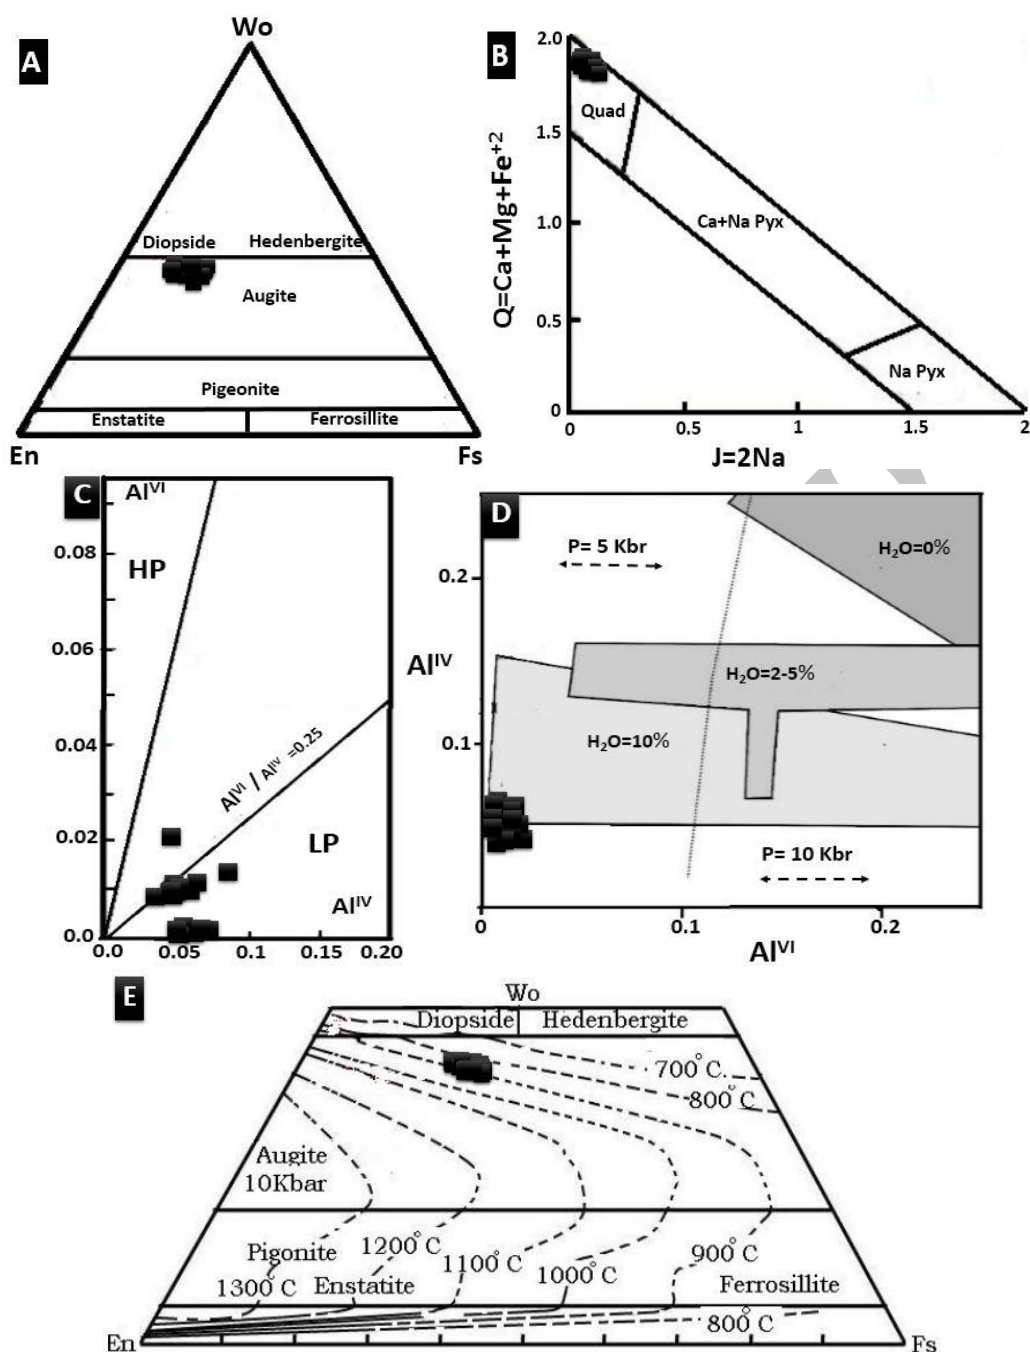 A
Wo
Diopside Hedenbergite
Augite
Pigeonite
Enstatite Ferrosillite
En Fs
B
Q=Ca+Mg+Fe+2
2.0
1.5
1.0
0.5
0
Quad
Ca+Na Pyx
Na Pyx
0 0.5 1 1.5 2
J=2Na
C
AlVI
HP
0.08
0.06
0.04
0.02
0.0
AlVI / AlIV =0.25
LP
AlIV
0.0 0.05 0.1 0.15 0.20
D
AlIV
0.2
0.1
P= 5 Kbr
H2O=0%
H2O=2-5%
H2O=10%
P= 10 Kbr
0 0.1 0.2
AlVI
E
Wo
Diopside Hedenbergite
700°C.
800°C
Augite
10Kbar
1200°C
Pigonite
1100°C
900°C
1000°C
1300°C Enstatite Ferrosillite
800°C
En Fs